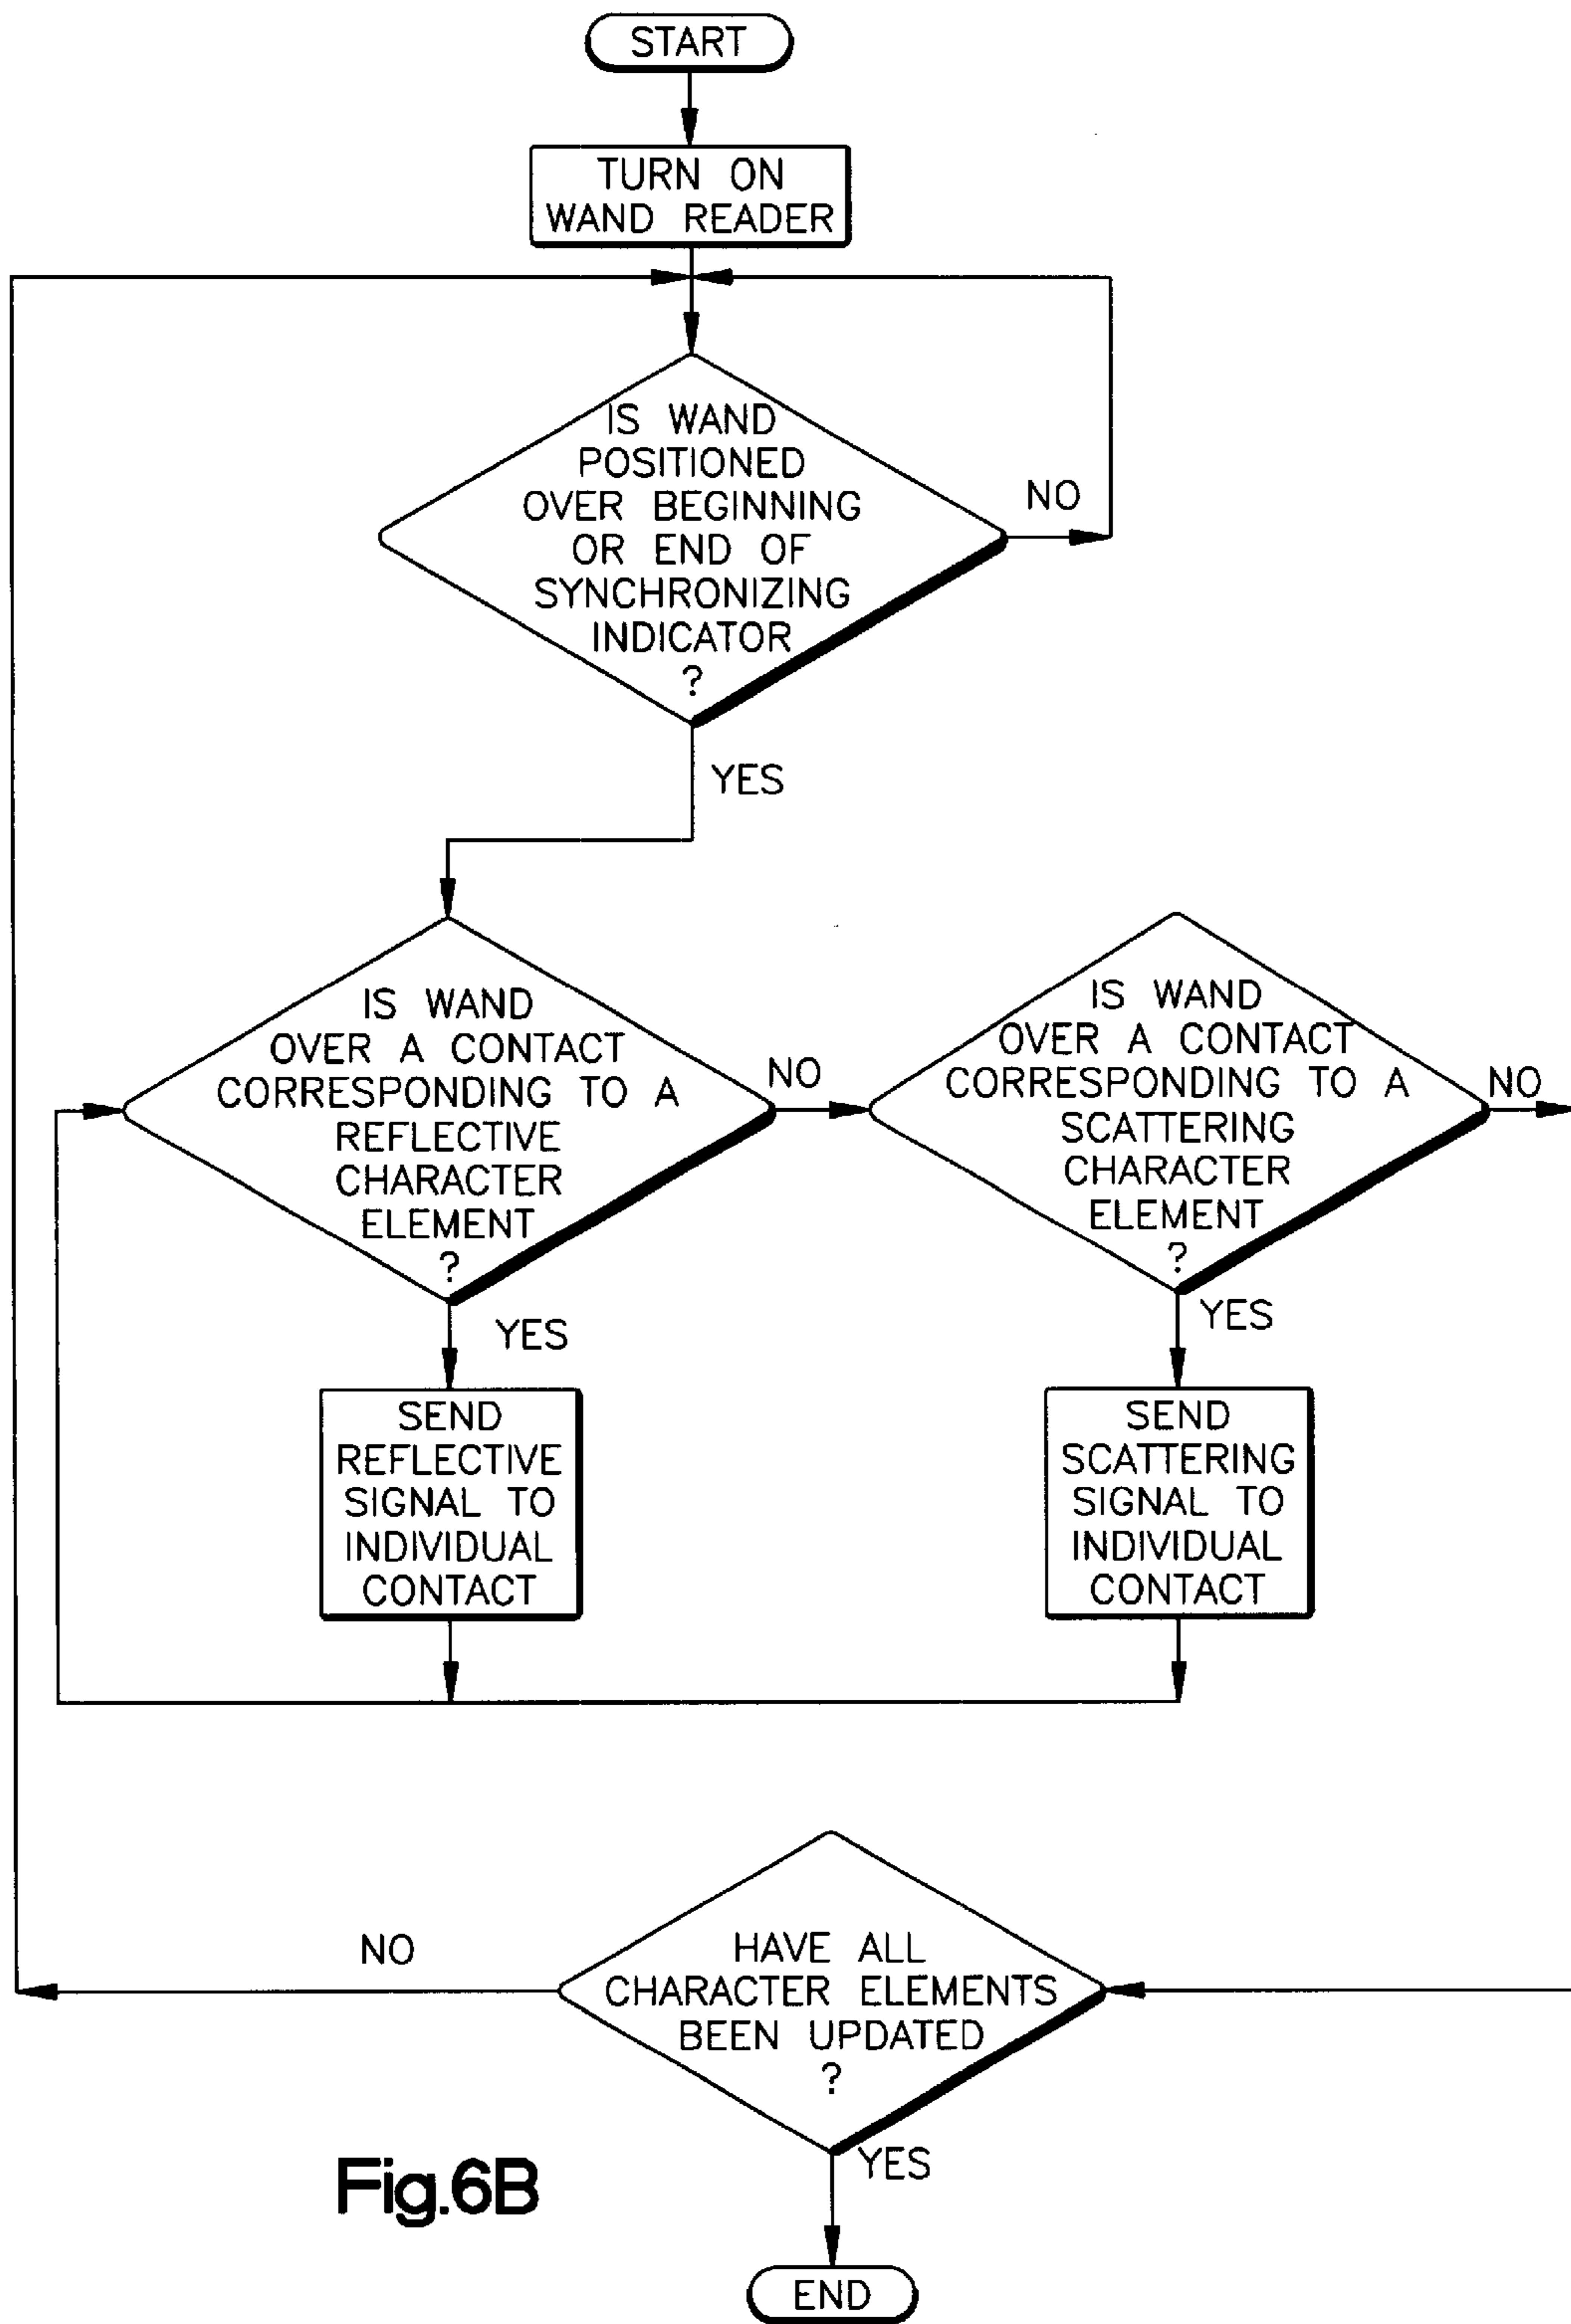 START
TURN ON
WAND READER
IS WAND
POSITIONED
OVER BEGINNING
OR END OF
SYNCHRONIZING
INDICATOR
?
NO
YES
IS WAND
OVER A CONTACT
CORRESPONDING TO A
REFLECTIVE
CHARACTER
ELEMENT
?
NO
YES
IS WAND
OVER A CONTACT
CORRESPONDING TO A
SCATTERING
CHARACTER
ELEMENT
?
NO
YES
SEND
REFLECTIVE
SIGNAL TO
INDIVIDUAL
CONTACT
SEND
SCATTERING
SIGNAL TO
INDIVIDUAL
CONTACT
HAVE ALL
CHARACTER ELEMENTS
BEEN UPDATED
?
NO
YES
END
Fig.6B